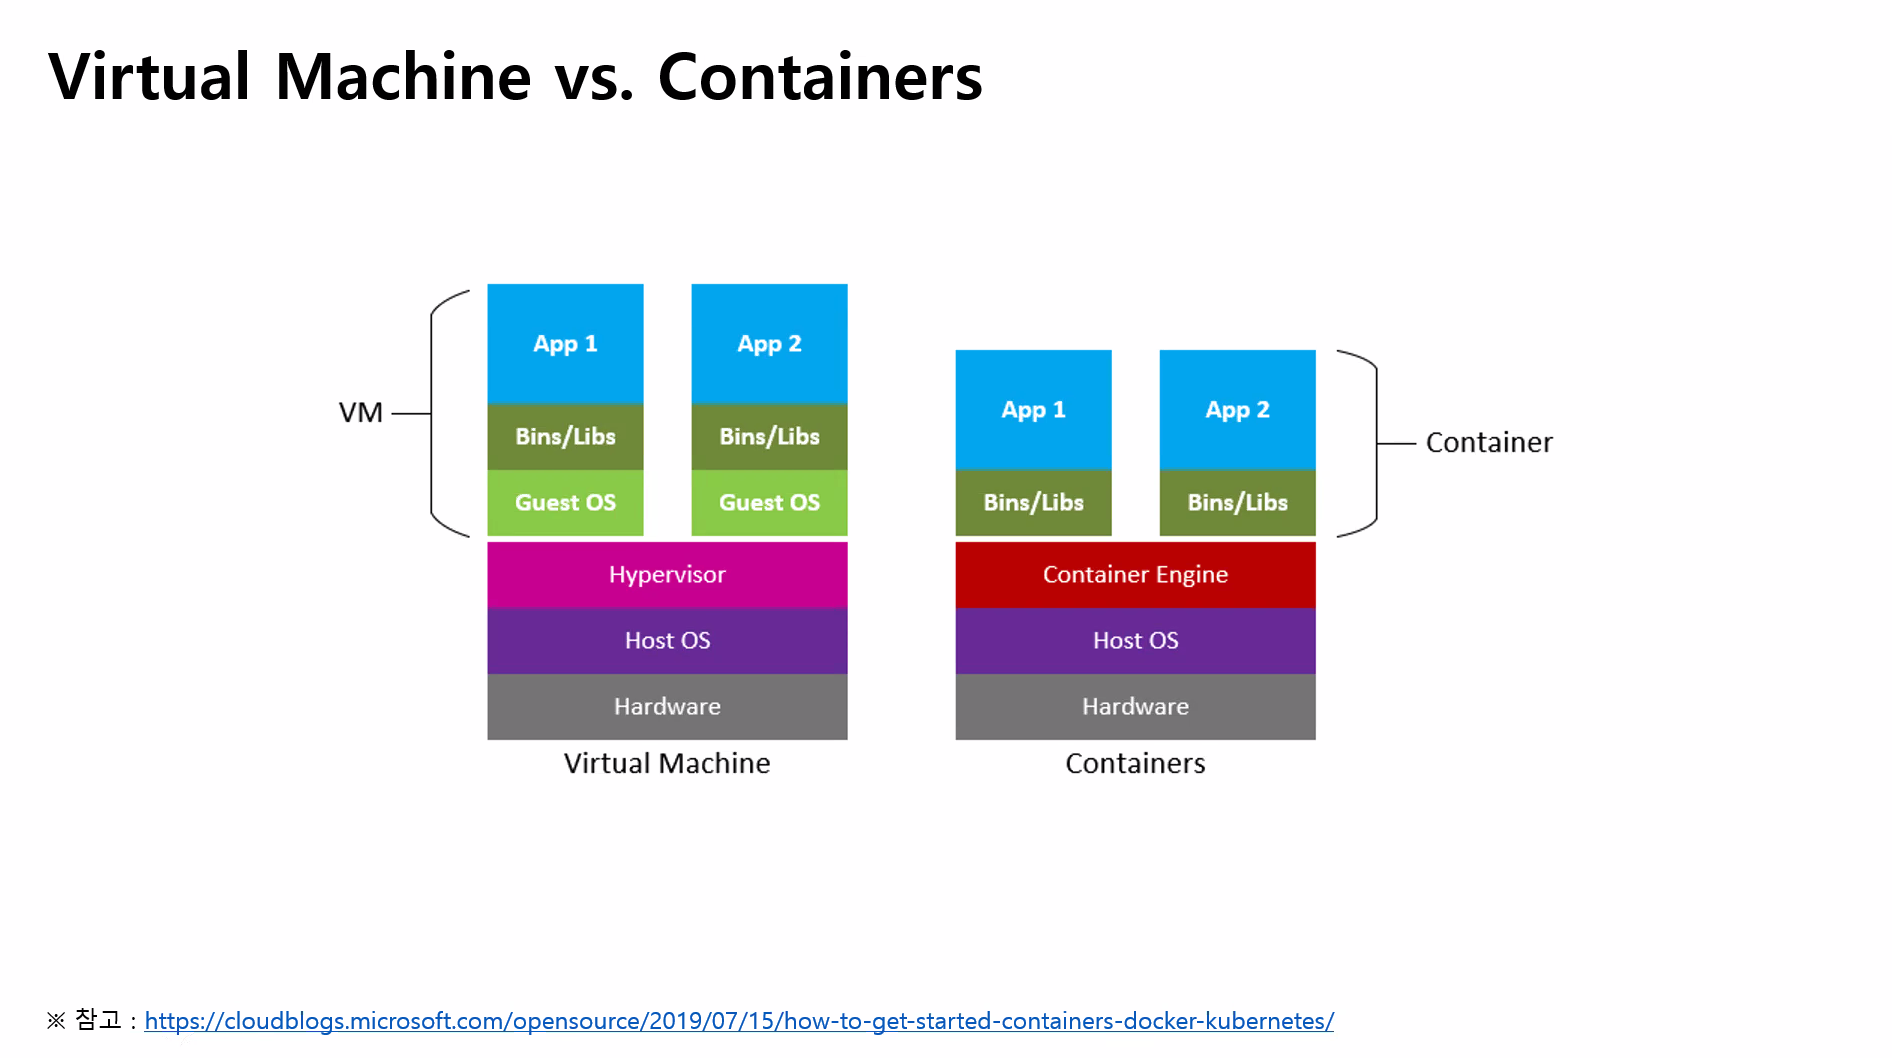 Virtual Machine vs. Containers
VM
App 1
Bins/Libs
Guest OS
App 2
Bins/Libs
Guest OS
Hypervisor
Host OS
Hardware
Virtual Machine
App 1
Bins/Libs
App 2
Bins/Libs
Container
Container Engine
Host OS
Hardware
Containers
※ 참고 : https://cloudblogs.microsoft.com/opensource/2019/07/15/how-to-get-started-containers-docker-kubernetes/